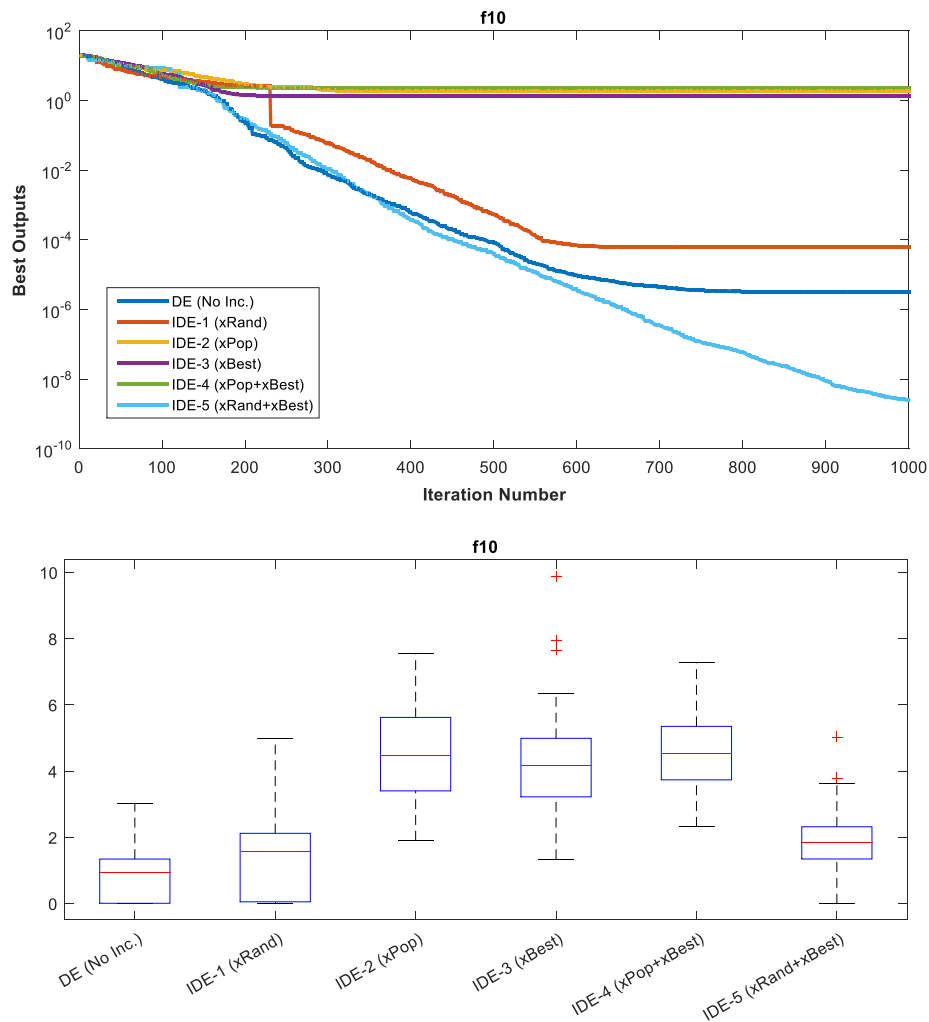 f10
10^2
10^0
10^-2
10^-4
10^-6
10^-8
10^-10
Best Outputs
DE (No Inc.)
IDE-1 (xRand)
IDE-2 (xPop)
IDE-3 (xBest)
IDE-4 (xPop+xBest)
IDE-5 (xRand+xBest)
0 100 200 300 400 500 600 700 800 900 1000
Iteration Number
f10
10
8
6
4
2
0
DE (No Inc.)
IDE-1 (xRand)
IDE-2 (xPop)
IDE-3 (xBest)
IDE-4 (xPop+xBest)
IDE-5 (xRand+xBest)